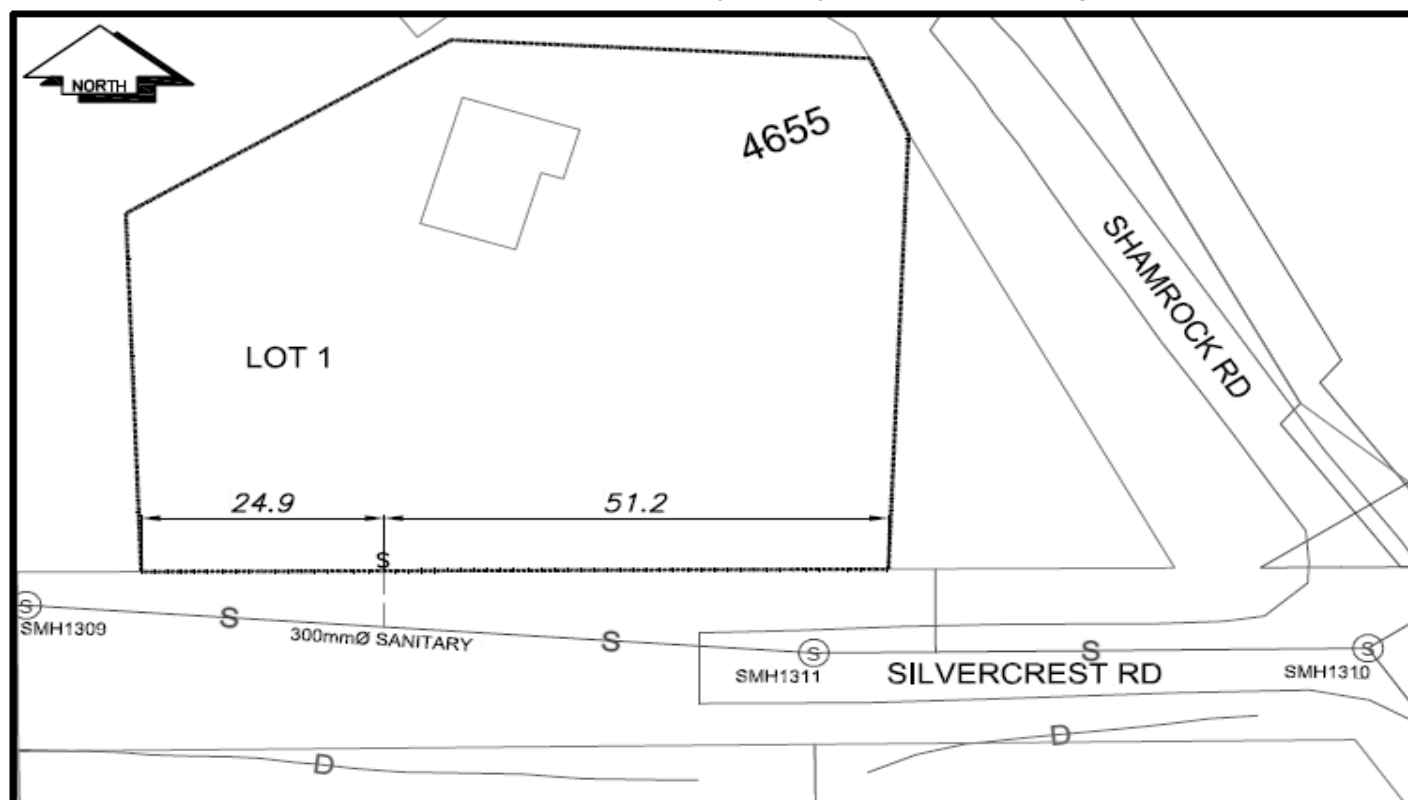 NORTH
4655
SHAMROCK RD
LOT 1
24.9
51.2
S
S
S
SMH1309
300mmØ SANITARY
S
S
SMH1311
S
SILVERCREST RD
S
SMH1310
D
D